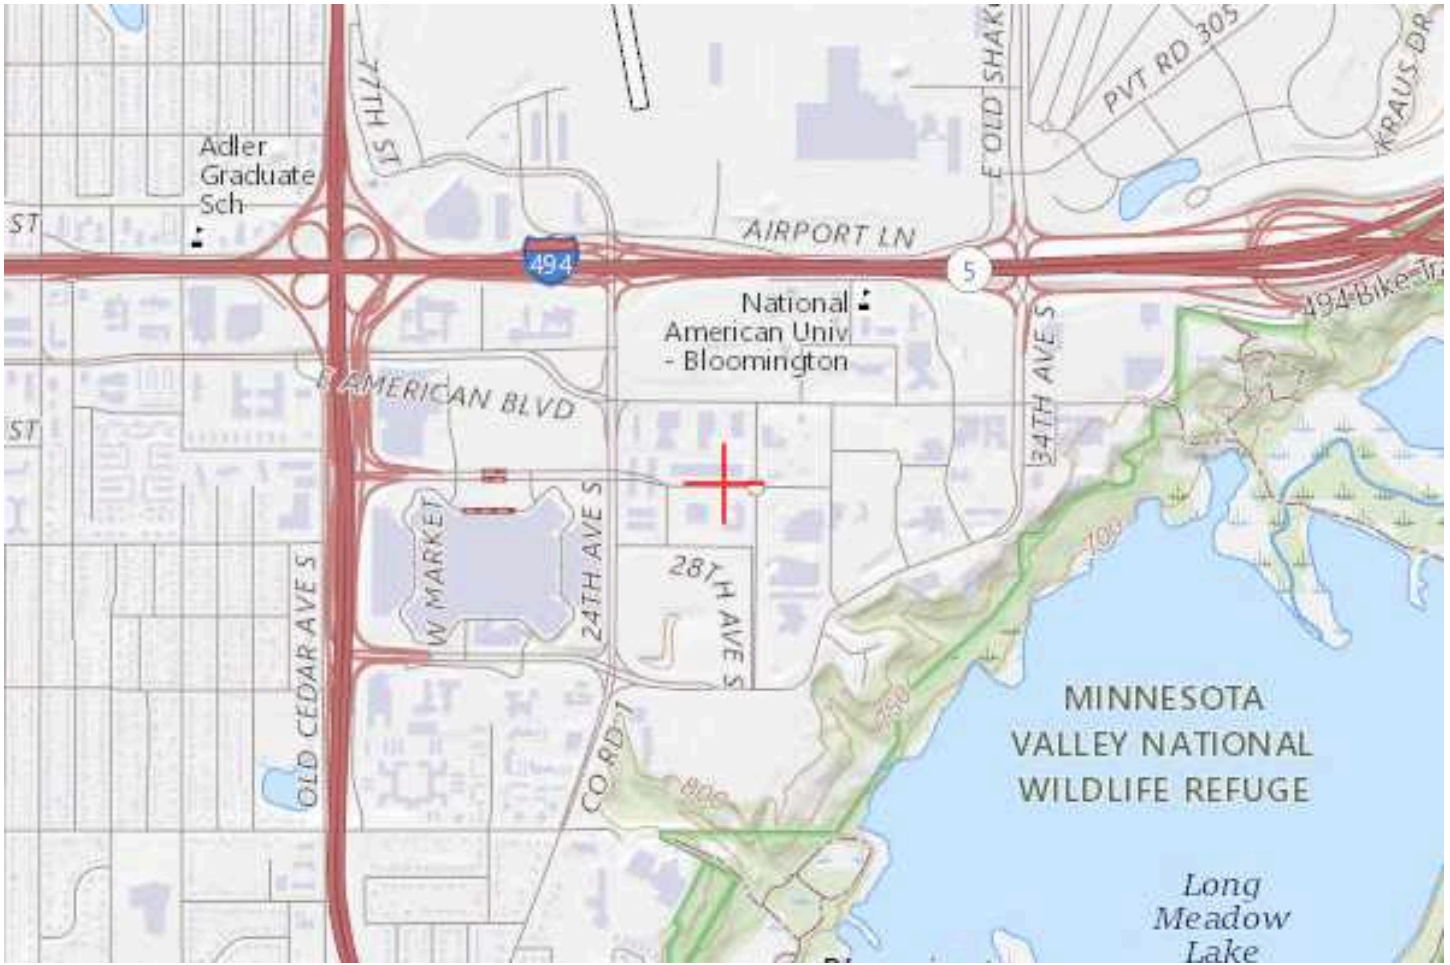 77TH ST
E OLD SHAK
PVT RD 305
KRAUS DR
Adler
Graduate
Sch
ST
AIRPORT LN
494
5
494 Bike Tr
National
American Univ
- Bloomington
34TH AVE S
E AMERICAN BLVD
ST
W MARKET
24TH AVE S
700
28TH AVE S
OLD CEDAR AVE S
MINNESOTA
VALLEY NATIONAL
WILDLIFE REFUGE
CO RD 1
800
Long
Meadow
Lake